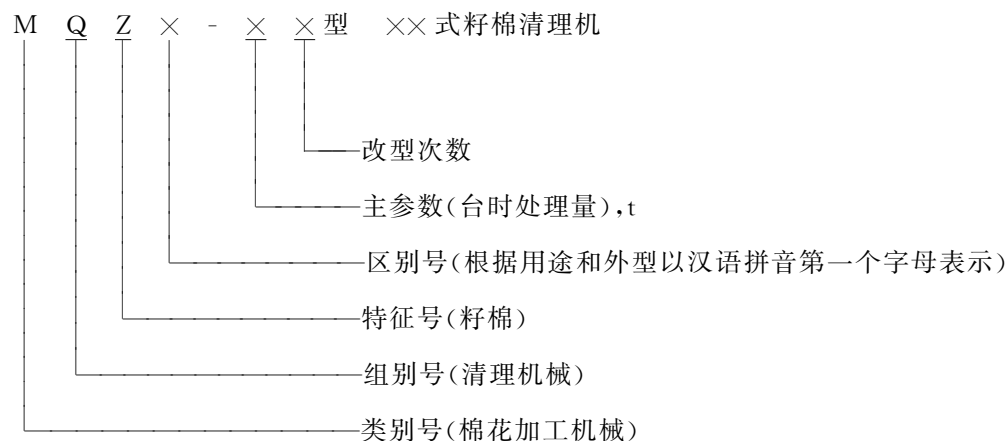 M Q Z × - × ×型 ××式籽棉清理机
改型次数
主参数(台时处理量),t
区别号(根据用途和外型以汉语拼音第一个字母表示)
特征号(籽棉)
组别号(清理机械)
类别号(棉花加工机械)